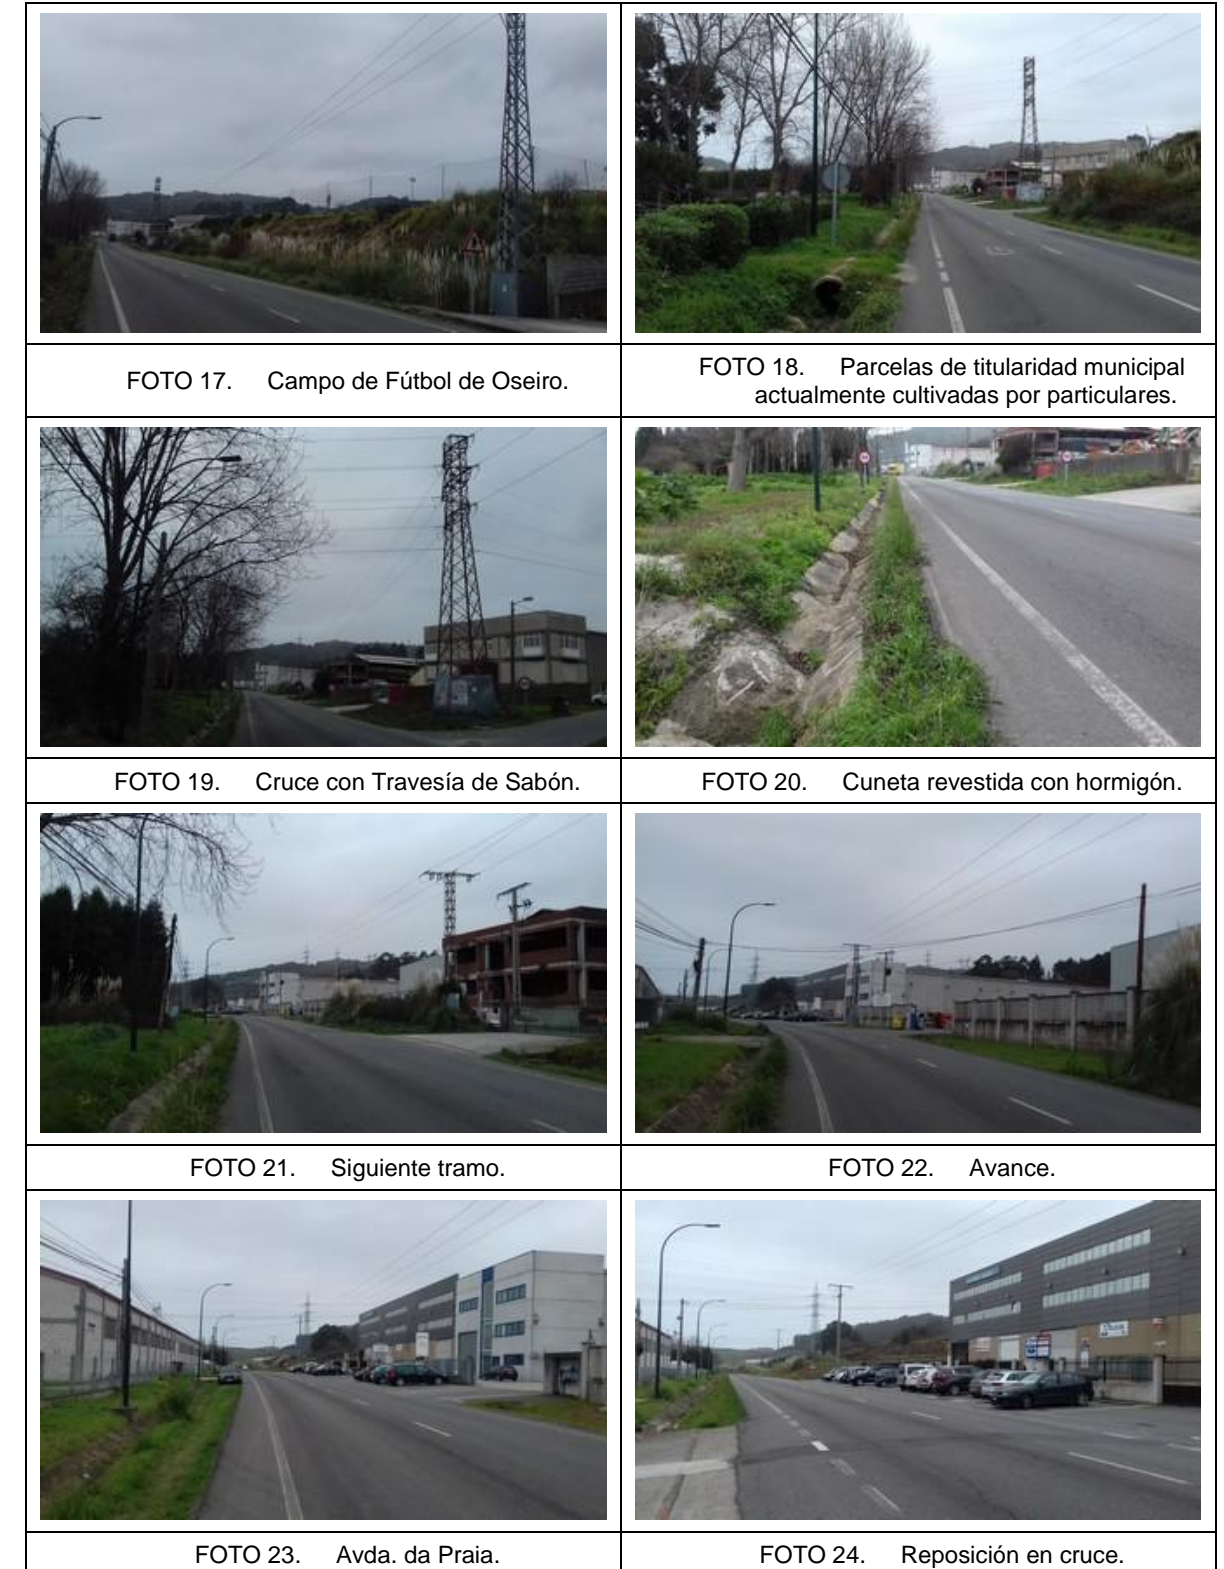 FOTO 17. Campo de Fútbol de Oseiro.
FOTO 18. Parcelas de titularidad municipal
actualmente cultivadas por particulares.
FOTO 19. Cruce con Travesía de Sabón.
FOTO 20. Cuneta revestida con hormigón.
FOTO 21. Siguiente tramo.
FOTO 22. Avance.
FOTO 23. Avda. da Praia.
FOTO 24. Reposición en cruce.